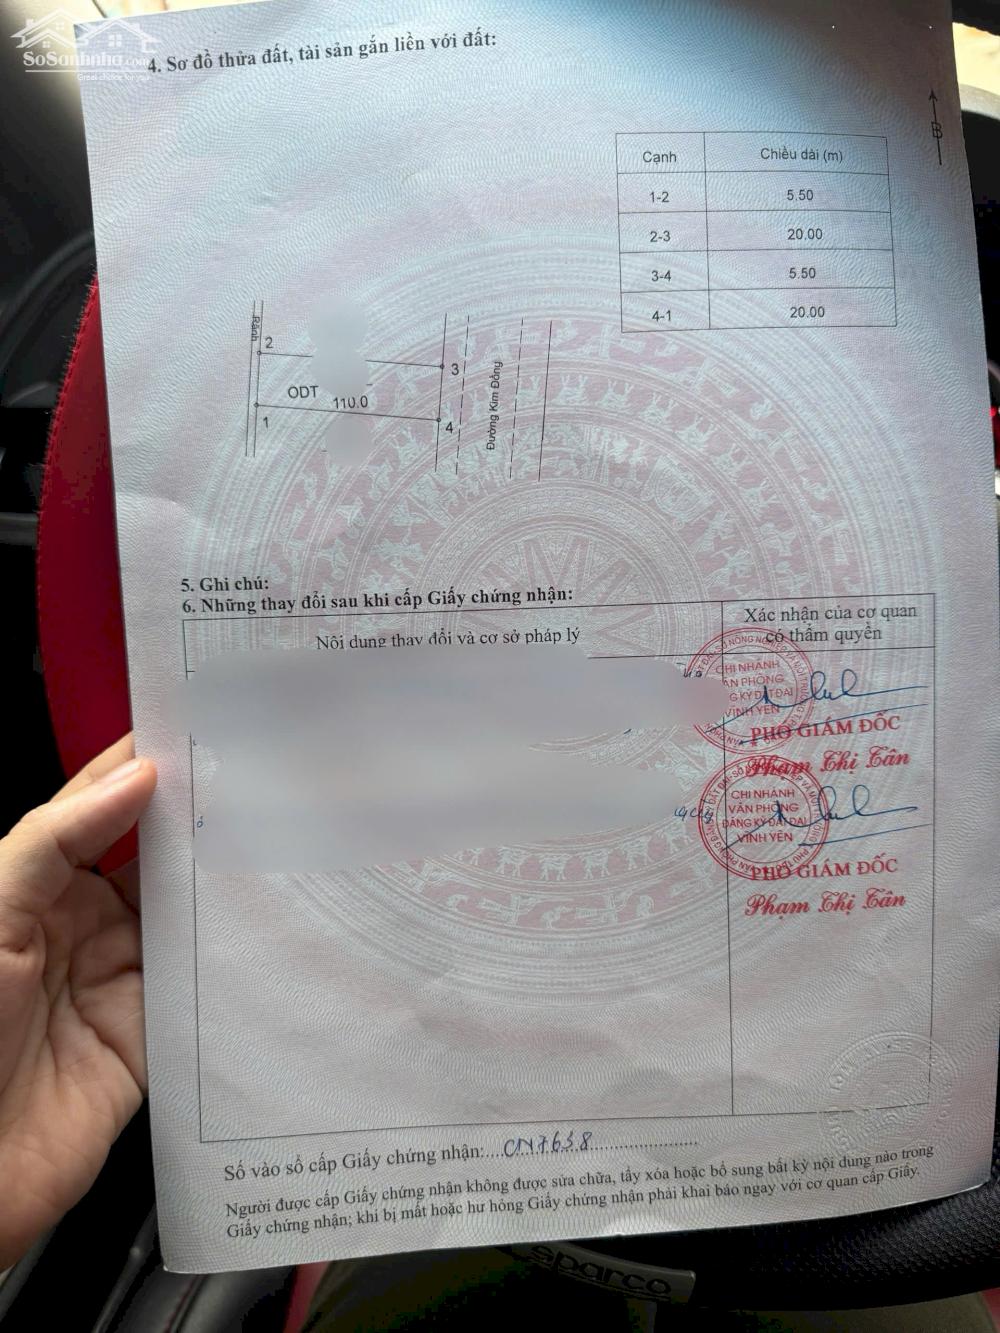 SoSanhnha.com
Great choice for you
4. Sơ đồ thửa đất, tài sản gắn liền với đất:
B
Cạnh Chiều dài (m)
1-2 5.50
2-3 20.00
3-4 5.50
4-1 20.00
Rãnh
2
3
ODT 110.0
1
4
Đường Kim Đồng
5. Ghi chú:
6. Những thay đổi sau khi cấp Giấy chứng nhận:
Nội dung thay đổi và cơ sở pháp lý
Xác nhận của cơ quan
có thẩm quyền
CHI NHÁNH
VĂN PHÒNG
ĐĂNG KÝ ĐẤT ĐAI
VĨNH YÊN
PHÓ GIÁM ĐỐC
Phạm Thị Tân
CHI NHÁNH
VĂN PHÒNG
ĐĂNG KÝ ĐẤT ĐAI
VĨNH YÊN
PHÓ GIÁM ĐỐC
Phạm Thị Tân
Số vào sổ cấp Giấy chứng nhận:....CN7638......................
Người được cấp Giấy chứng nhận không được sửa chữa, tẩy xóa hoặc bổ sung bất kỳ nội dung nào trong
Giấy chứng nhận; khi bị mất hoặc hư hỏng Giấy chứng nhận phải khai báo ngay với cơ quan cấp Giấy.
sparco